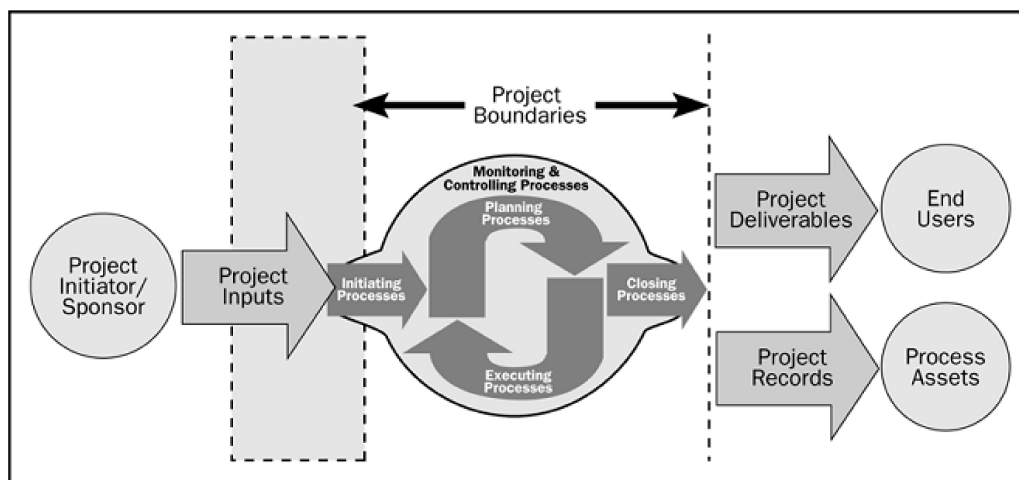 Project
Boundaries
Monitoring &
Controlling Processes
Planning
Processes
Project
Initiator/
Sponsor
Project
Inputs
Initiating
Processes
Closing
Processes
Executing
Processes
Project
Deliverables
End
Users
Project
Records
Process
Assets